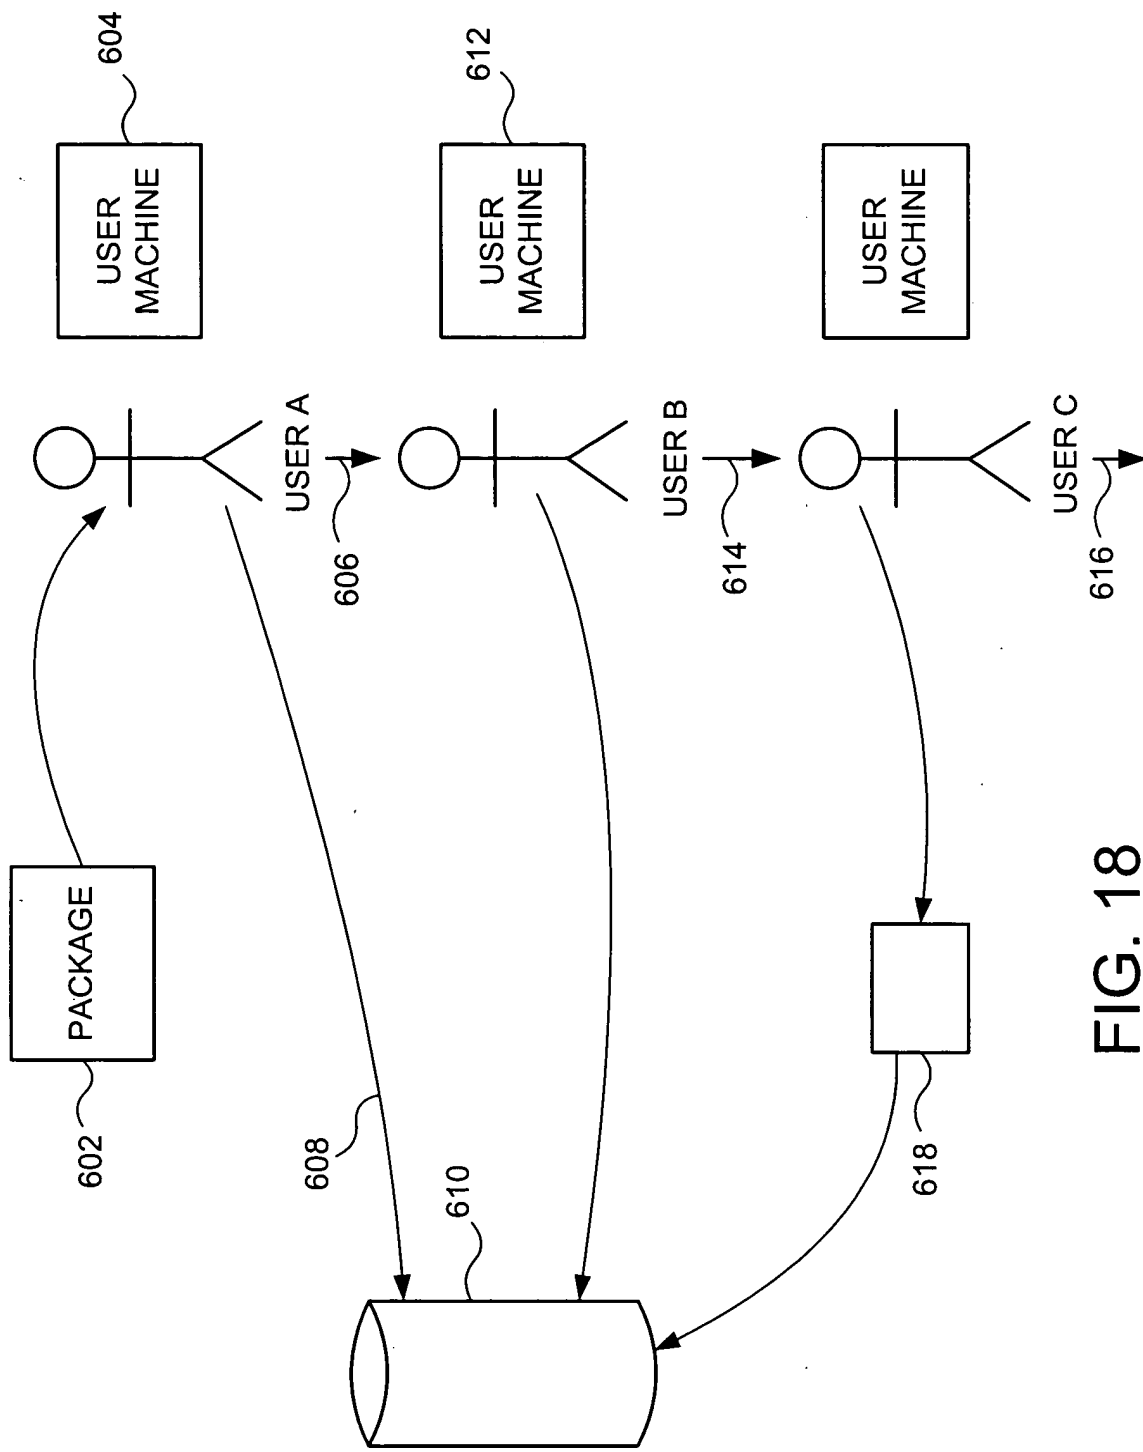 604
USER
MACHINE
612
USER
MACHINE
USER
MACHINE
USER A
606
USER B
614
USER C
616
PACKAGE
602
608
610
618
FIG. 18